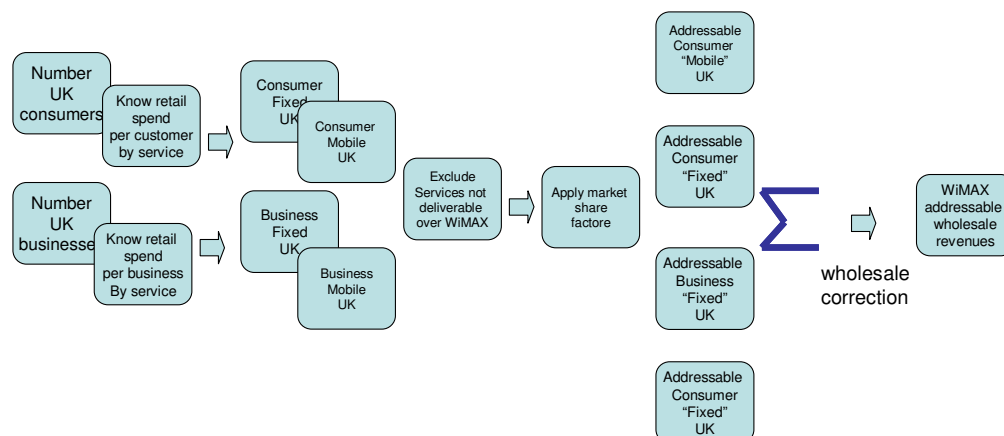 Number
UK
consumers
Know retail
spend
per customer
by service
Number
UK
businesse
Know retail
spend
per business
By service
Consumer
Fixed
UK
Consumer
Mobile
UK
Business
Fixed
UK
Business
Mobile
UK
Exclude
Services not
deliverable
over WiMAX
Apply market
share
factore
Addressable
Consumer
“Mobile”
UK
Addressable
Consumer
“Fixed”
UK
Addressable
Business
“Fixed”
UK
Addressable
Consumer
“Fixed”
UK
Σ
wholesale
correction
WiMAX
addressable
wholesale
revenues